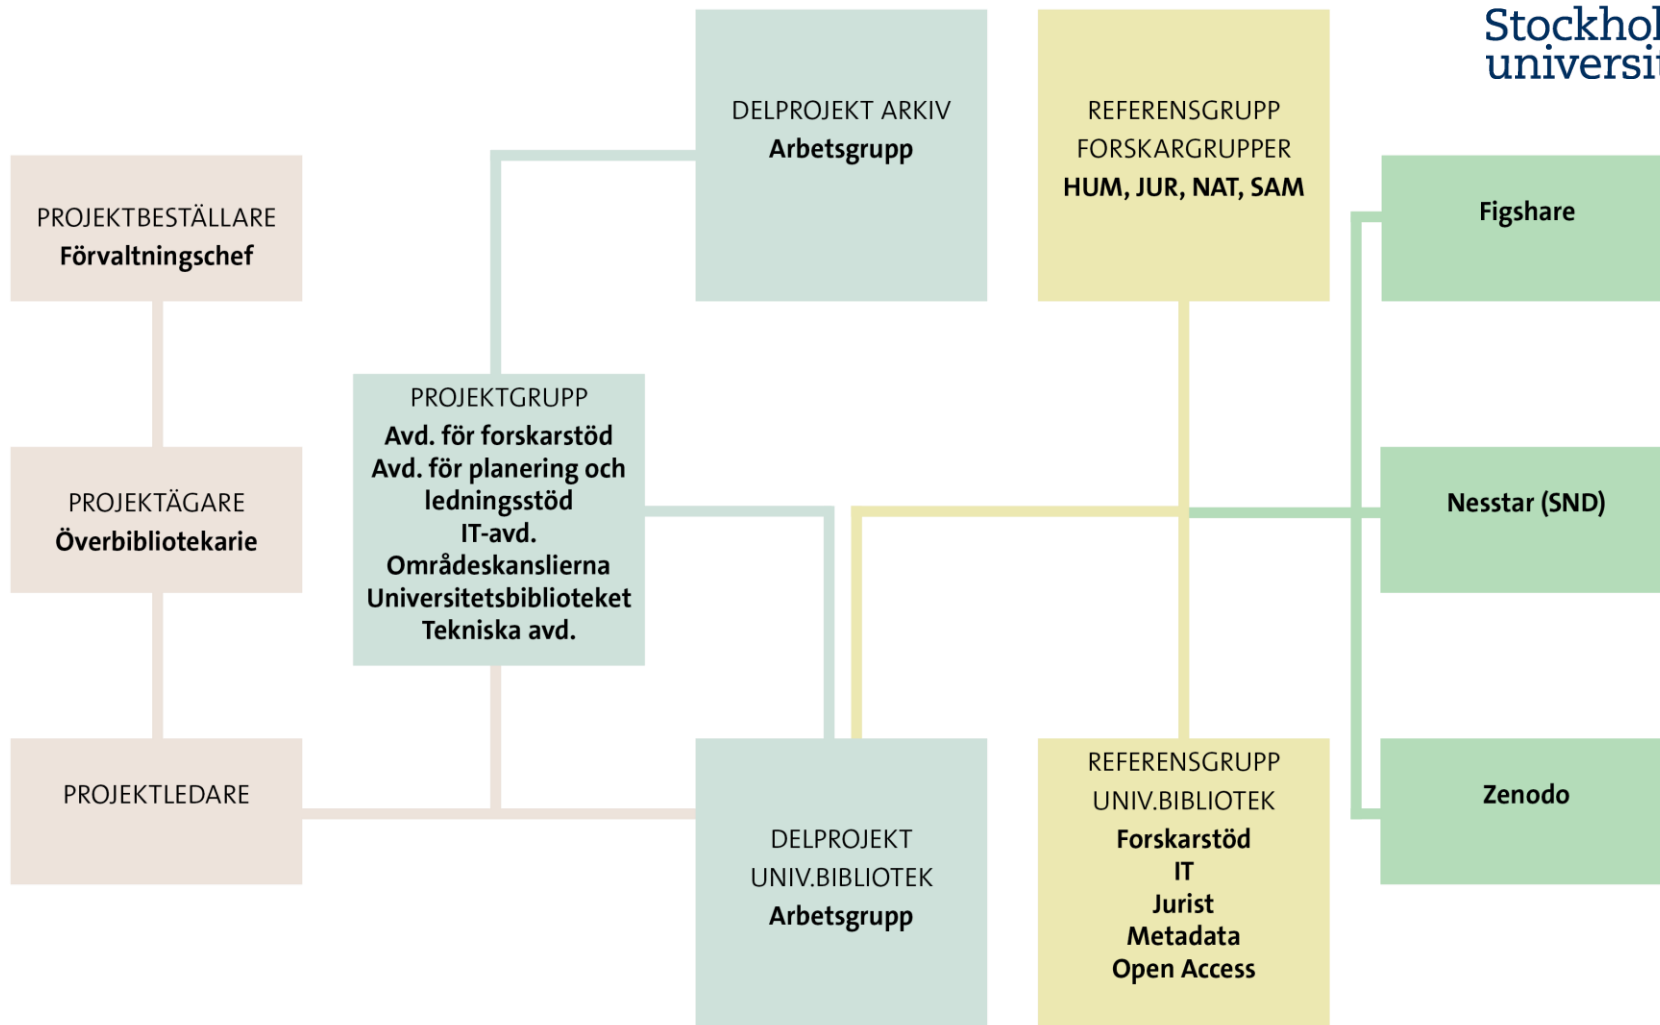 Stockhol
universit
DELPROJEKT ARKIV
Arbetsgrupp
REFERENSGRUPP
FORSKARGRUPPER
HUM, JUR, NAT, SAM
PROJEKTBESTÄLLARE
Förvaltningschef
Figshare
PROJEKTGRUPP
Avd. för forskarstöd
Avd. för planering och
ledningsstöd
IT-avd.
Områdeskanslierna
Universitetsbiblioteket
Tekniska avd.
PROJEKTÄGARE
Överbibliotekarie
Nesstar (SND)
PROJEKTLEDARE
DELPROJEKT
UNIV.BIBLIOTEK
Arbetsgrupp
REFERENSGRUPP
UNIV.BIBLIOTEK
Forskarstöd
IT
Jurist
Metadata
Open Access
Zenodo